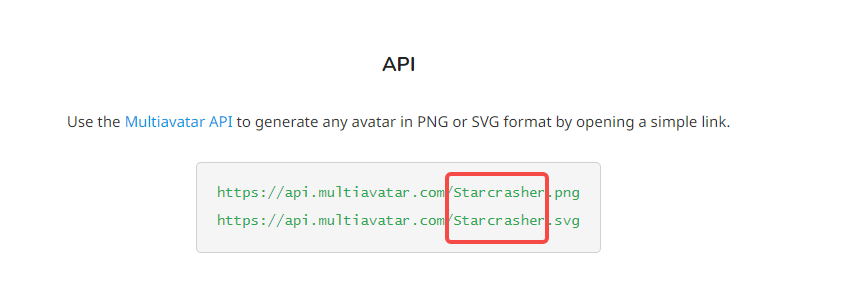 API
Use the Multiavatar API to generate any avatar in PNG or SVG format by opening a simple link.
https://api.multiavatar.com/Starcrasher.png
https://api.multiavatar.com/Starcrasher.svg